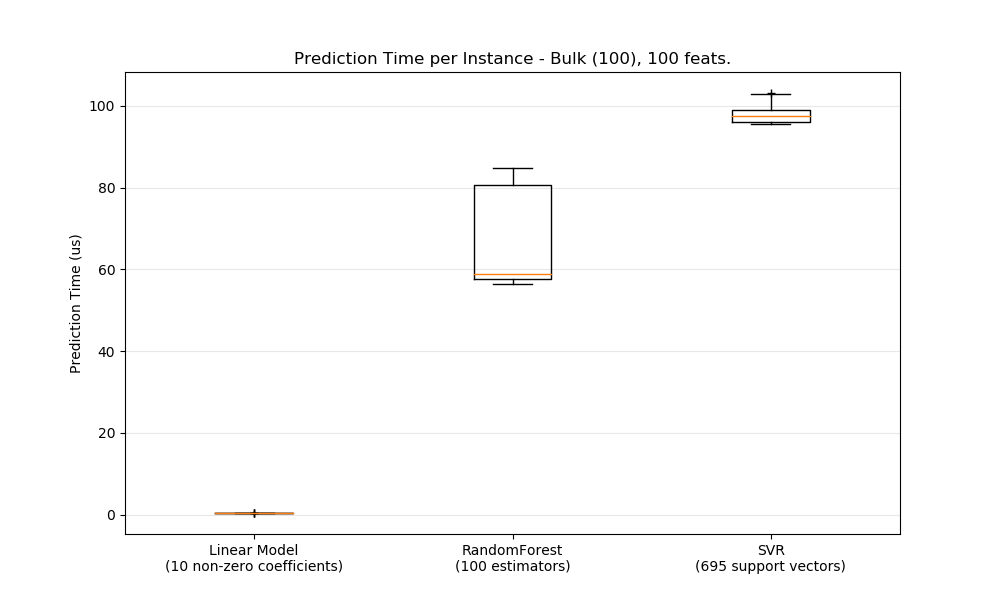 Prediction Time per Instance - Bulk (100), 100 feats.
Prediction Time (us)
100
80
60
40
20
0
Linear Model
(10 non-zero coefficients)
RandomForest
(100 estimators)
SVR
(695 support vectors)